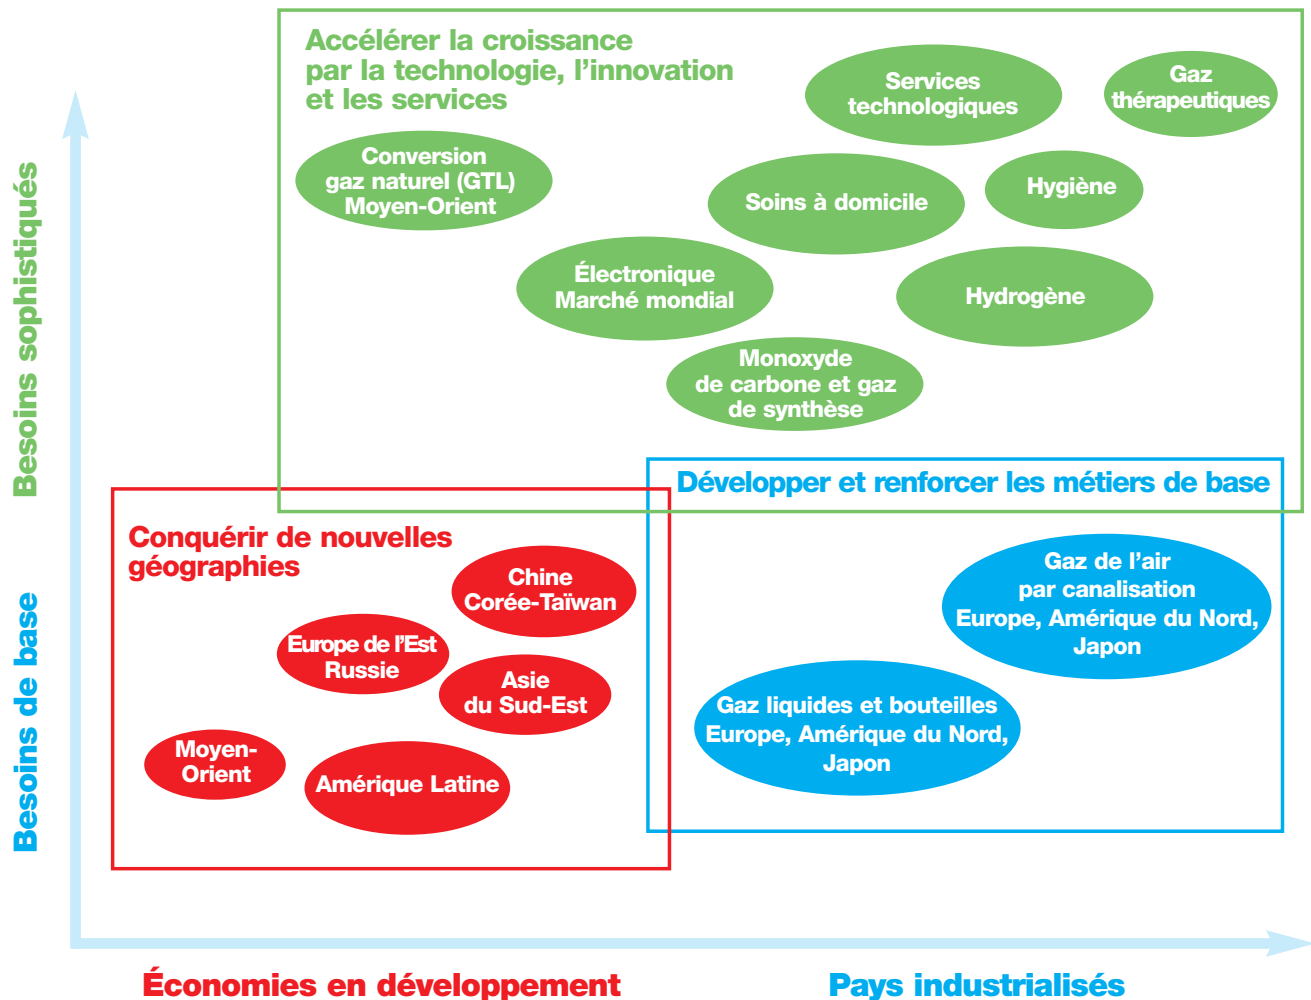 Accélérer la croissance
par la technologie, l’innovation
et les services
Services
technologiques
Gaz
thérapeutiques
Conversion
gaz naturel (GTL)
Moyen-Orient
Soins à domicile
Hygiène
Électronique
Marché mondial
Hydrogène
Monoxyde
de carbone et gaz
de synthèse
Besoins sophistiqués
Développer et renforcer les métiers de base
Conquérir de nouvelles
géographies
Chine
Corée-Taïwan
Europe de l’Est
Russie
Asie
du Sud-Est
Moyen-
Orient
Amérique Latine
Gaz de l’air
par canalisation
Europe, Amérique du Nord,
Japon
Gaz liquides et bouteilles
Europe, Amérique du Nord,
Japon
Besoins de base
Économies en développement
Pays industrialisés